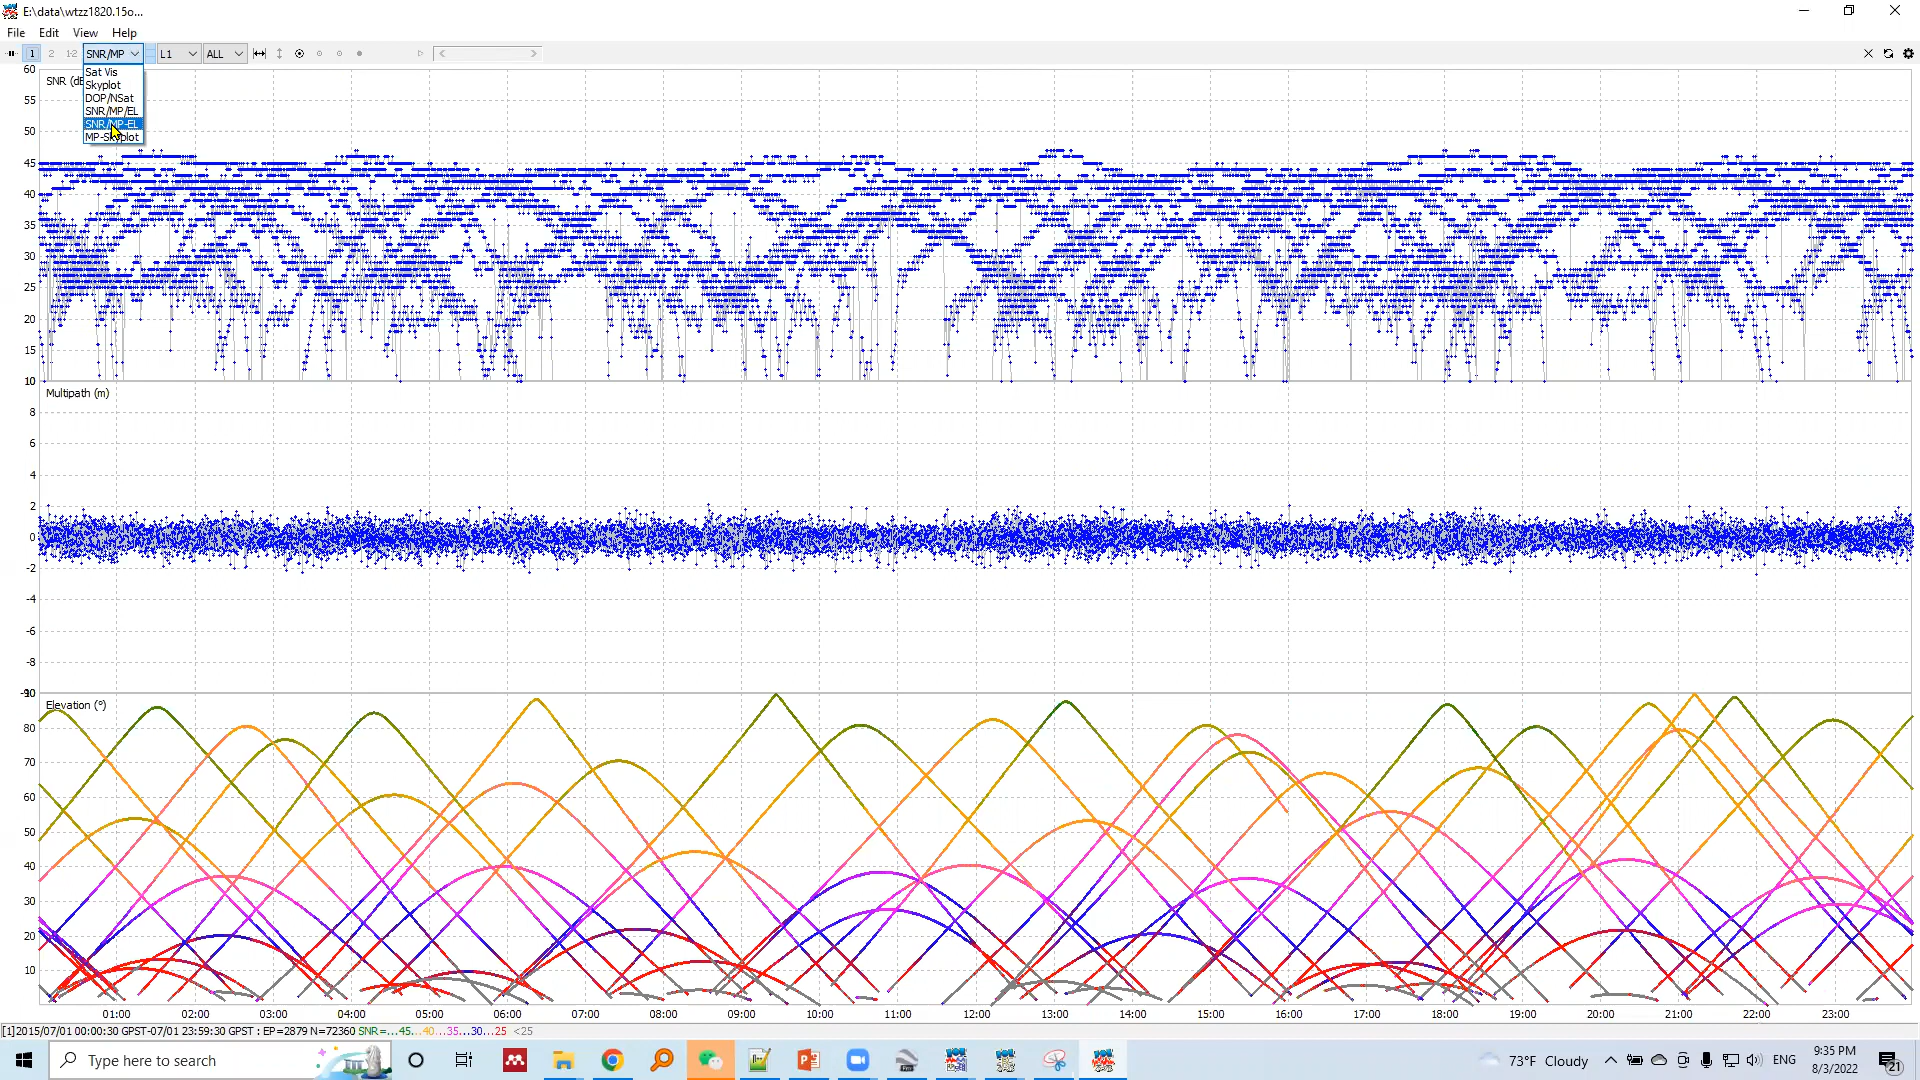 E:\data\wtzz1820.15o...
File Edit View Help
1 2 1-2 SNR/MP L1 ALL
Sat Vis
Skyplot
DOP/NSat
SNR/MP/EL
SNR/MP-EL
MP-Skyplot
60
55
50
45
40
35
30
25
20
15
10
Multipath (m)
8
6
4
2
0
-2
-4
-6
-8
90
Elevation (°)
80
70
60
50
40
30
20
10
01:00 02:00 03:00 04:00 05:00 06:00 07:00 08:00 09:00 10:00 11:00 12:00 13:00 14:00 15:00 16:00 17:00 18:00 19:00 20:00 21:00 22:00 23:00
[1]2015/07/01 00:00:30 GPST-07/01 23:59:30 GPST : EP=2879 N=72360 SNR=...45...40...35...30...25 <25
Type here to search
73°F Cloudy
ENG
9:35 PM
8/3/2022
21